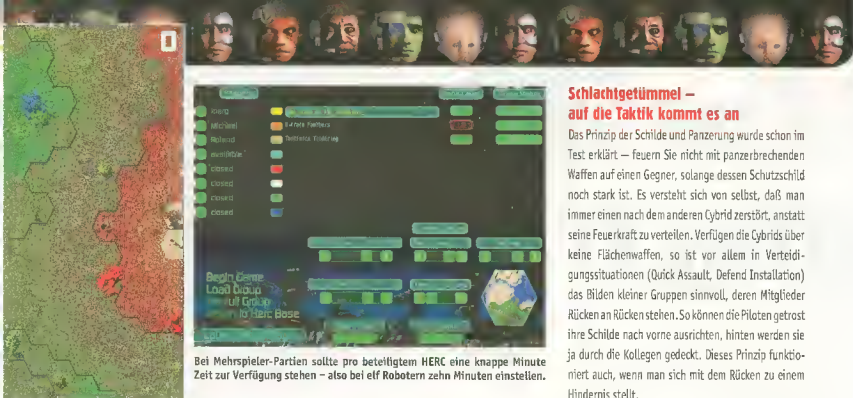 Michael
Roland
available
closed
closed
closed
closed
Begin Game
Load Group
Bei Mehrspieler-Partien sollte pro beteiligtem HERC eine knappe Minute
Zeit zur Verfügung stehen – also bei elf Robotern zehn Minuten einstellen.
Schlachtgetümmel –
auf die Taktik kommt es an
Das Prinzip der Schilde und Panzerung wurde schon im
Test erklärt — feuern Sie nicht mit panzerbrechenden
Waffen auf einen Gegner, solange dessen Schutzschild
noch stark ist. Es versteht sich von selbst, daß man
immer einen nach dem anderen Cybrid zerstört, anstatt
seine Feuerkraft zu verteilen. Verfügen die Cybrids über
keine Flächenwaffen, so ist vor allem in Verteidi-
gungssituationen (Quick Assault, Defend Installation)
das Bilden kleiner Gruppen sinnvoll, deren Mitglieder
Rücken an Rücken stehen. So können die Piloten getrost
ihre Schilde nach vorne ausrichten, hinten werden sie
ja durch die Kollegen gedeckt. Dieses Prinzip funktio-
niert auch, wenn man sich mit dem Rücken zu einem
Hindernis stellt.